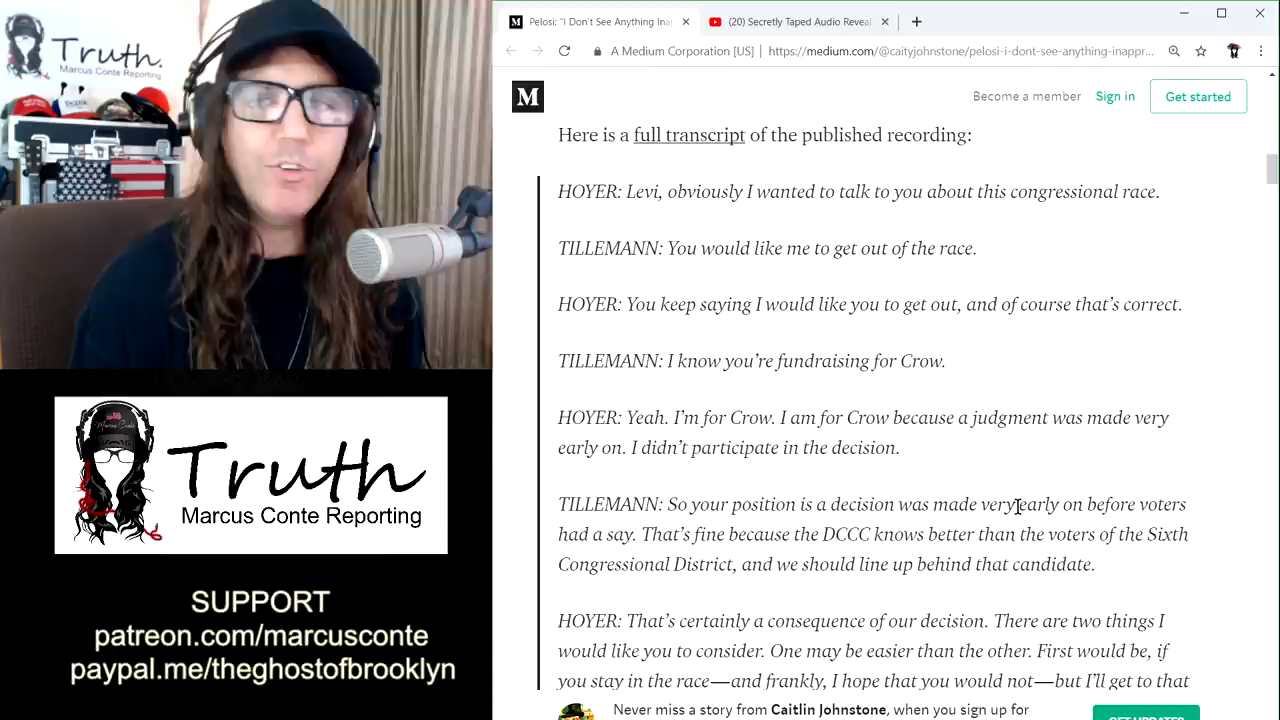 Truth.
Marcus Conte Reporting
Truth
Marcus Conte Reporting
SUPPORT
patreon.com/marcusconte
paypal.me/theghostofbrooklyn
Pelosi: "I Don't See Anything Ina
(20) Secretly Taped Audio Reveal
A Medium Corporation [US] | https://medium.com/@caityjohnstone/pelosi-i-dont-see-anything-inappr...
M
Become a member Sign in Get started
Here is a full transcript of the published recording:
HOYER: Levi, obviously I wanted to talk to you about this congressional race.
TILLEMANN: You would like me to get out of the race.
HOYER: You keep saying I would like you to get out, and of course that's correct.
TILLEMANN: I know you're fundraising for Crow.
HOYER: Yeah. I'm for Crow. I am for Crow because a judgment was made very
early on. I didn't participate in the decision.
TILLEMANN: So your position is a decision was made very early on before voters
had a say. That's fine because the DCCC knows better than the voters of the Sixth
Congressional District, and we should line up behind that candidate.
HOYER: That's certainly a consequence of our decision. There are two things I
would like you to consider. One may be easier than the other. First would be, if
you stay in the race—and frankly, I hope that you would not—but I'll get to that
Never miss a story from Caitlin Johnstone, when you sign up for
GET UPDATES